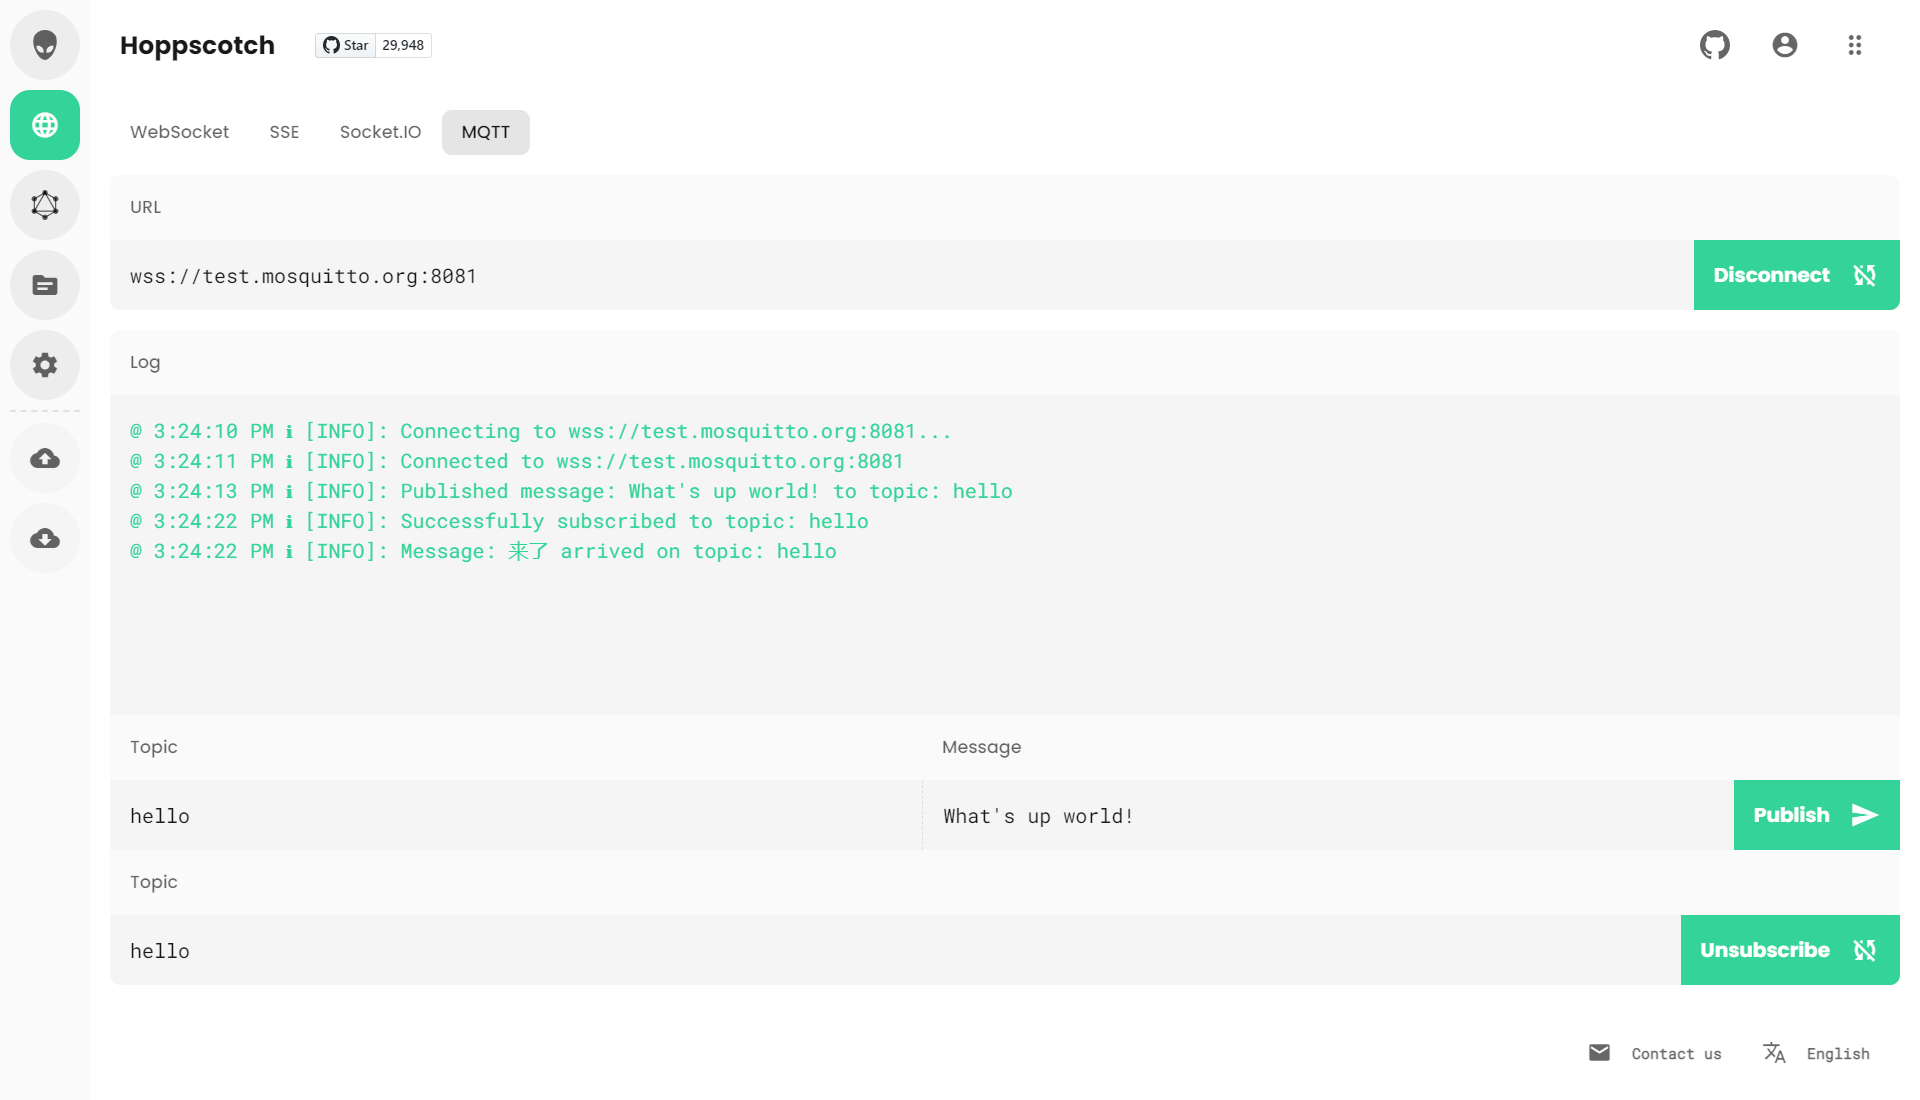 Hoppscotch
Star 29,948
WebSocket SSE Socket.IO MQTT
URL
wss://test.mosquitto.org:8081 Disconnect
Log
@ 3:24:10 PM ℹ [INFO]: Connecting to wss://test.mosquitto.org:8081...
@ 3:24:11 PM ℹ [INFO]: Connected to wss://test.mosquitto.org:8081
@ 3:24:13 PM ℹ [INFO]: Published message: What's up world! to topic: hello
@ 3:24:22 PM ℹ [INFO]: Successfully subscribed to topic: hello
@ 3:24:22 PM ℹ [INFO]: Message: 来了 arrived on topic: hello
Topic Message
hello What's up world! Publish
Topic
hello Unsubscribe
Contact us English